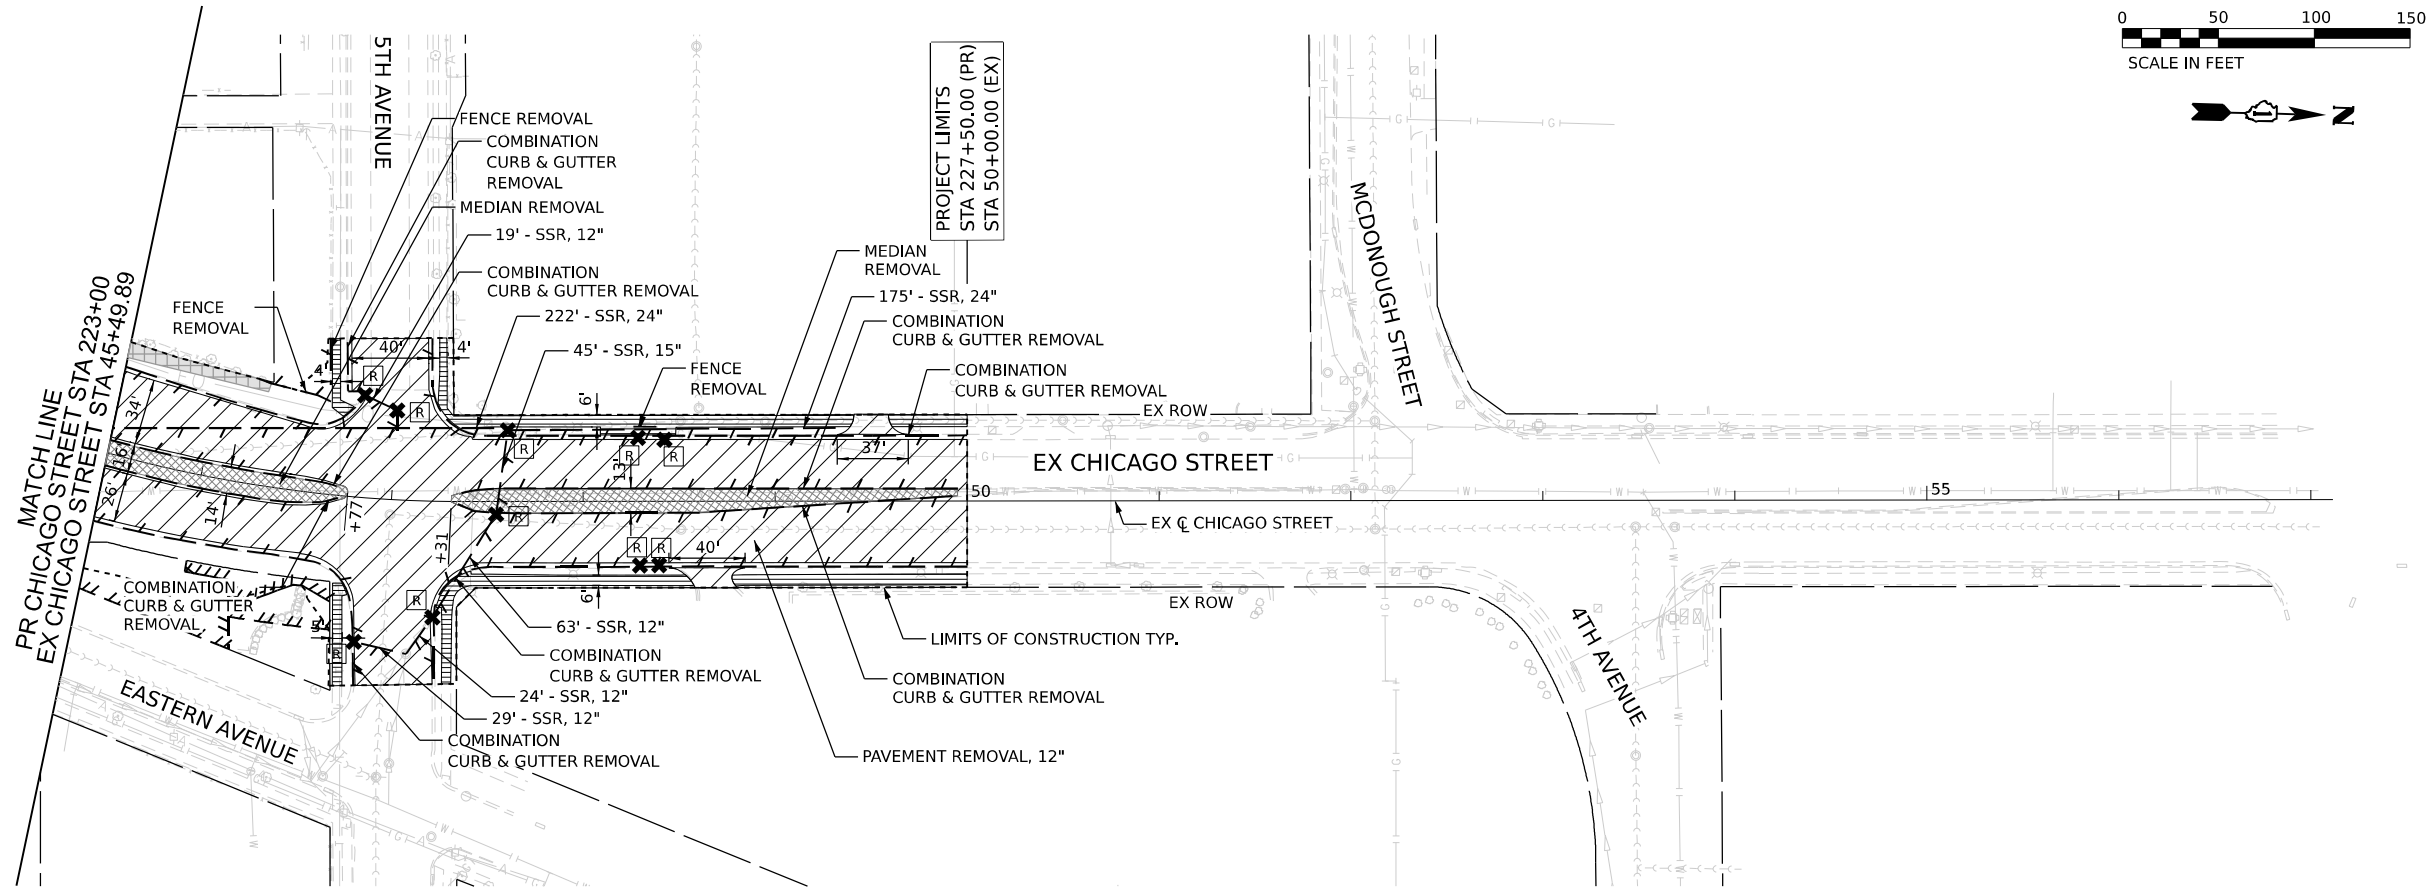 0 50 100 150
SCALE IN FEET
N
5TH AVENUE
PROJECT LIMITS
STA 227+50.00 (PR)
STA 50+00.00 (EX)
FENCE REMOVAL
COMBINATION
CURB & GUTTER
REMOVAL
MEDIAN REMOVAL
19' - SSR, 12"
COMBINATION
CURB & GUTTER REMOVAL
222' - SSR, 24"
45' - SSR, 15"
FENCE
REMOVAL
MEDIAN
REMOVAL
175' - SSR, 24"
COMBINATION
CURB & GUTTER REMOVAL
COMBINATION
CURB & GUTTER REMOVAL
FENCE
REMOVAL
MATCH LINE
PR CHICAGO STREET STA 223+00
EX CHICAGO STREET STA 45+49.89
MCDONOUGH STREET
EX ROW
40'
4'
4'
R
R
34'
16'
26'
14'
+77
+31
6'
R
R
R
13'
37'
EX CHICAGO STREET
50
55
EX ℄ CHICAGO STREET
R
R
R
40'
6'
R
R
5'
COMBINATION
CURB & GUTTER
REMOVAL
EX ROW
63' - SSR, 12"
LIMITS OF CONSTRUCTION TYP.
COMBINATION
CURB & GUTTER REMOVAL
24' - SSR, 12"
29' - SSR, 12"
COMBINATION
CURB & GUTTER REMOVAL
COMBINATION
CURB & GUTTER REMOVAL
PAVEMENT REMOVAL, 12"
4TH AVENUE
EASTERN AVENUE